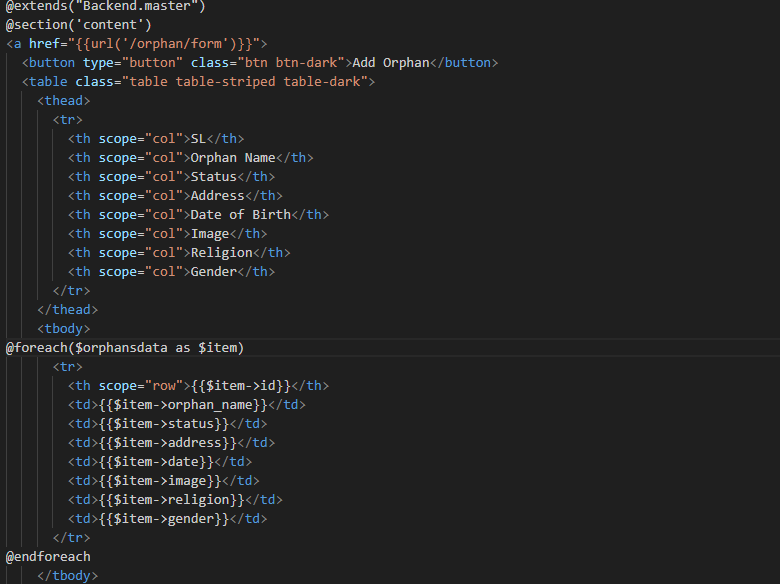 @extends("Backend.master")
@section('content')
<a href="{{url('/orphan/form')}}">
<button type="button" class="btn btn-dark">Add Orphan</button>
<table class="table table-striped table-dark">
<thead>
<tr>
<th scope="col">SL</th>
<th scope="col">Orphan Name</th>
<th scope="col">Status</th>
<th scope="col">Address</th>
<th scope="col">Date of Birth</th>
<th scope="col">Image</th>
<th scope="col">Religion</th>
<th scope="col">Gender</th>
</tr>
</thead>
<tbody>
@foreach($orphansdata as $item)
<tr>
<th scope="row">{{$item->id}}</th>
<td>{{$item->orphan_name}}</td>
<td>{{$item->status}}</td>
<td>{{$item->address}}</td>
<td>{{$item->date}}</td>
<td>{{$item->image}}</td>
<td>{{$item->religion}}</td>
<td>{{$item->gender}}</td>
</tr>
@endforeach
</tbody>